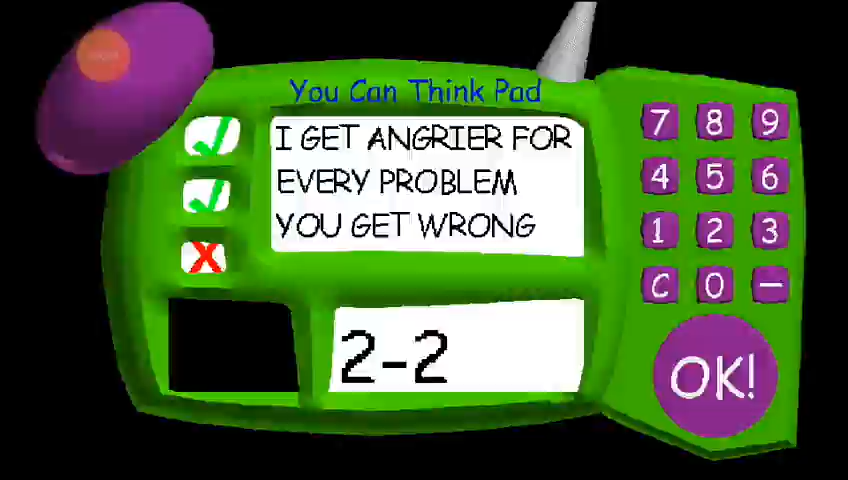 You Can Think Pad
I GET ANGRIER FOR
EVERY PROBLEM
YOU GET WRONG
2-2
7 8 9
4 5 6
1 2 3
C 0 −
OK!